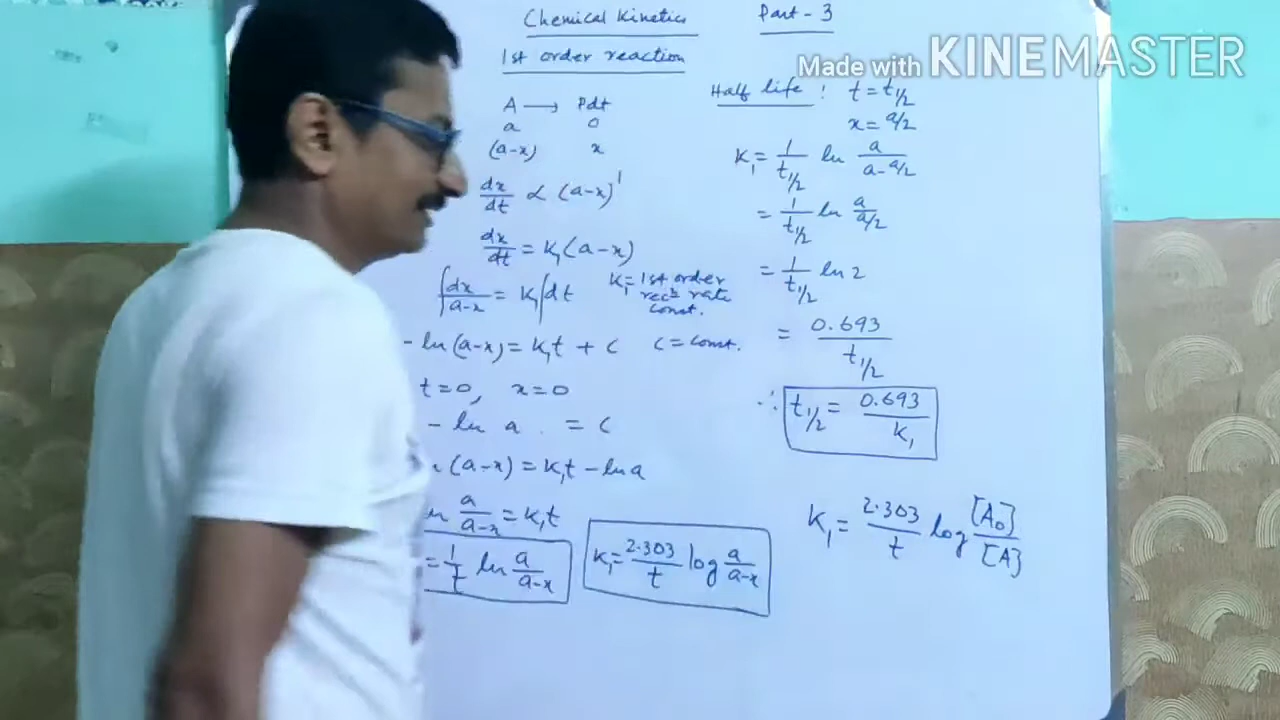 Chemical Kinetics Part - 3
1st order reaction
A ⟶ Pdt
a 0
(a-x) x
dx/dt ∝ (a-x)¹
dx/dt = K₁(a-x)
∫dx/a-x = K₁∫dt K₁= 1st order
recⁿ rate
const.
-ln(a-x) = K₁t + C C = const.
t=0, x=0
- ln a . = C
(a-x) = K₁t - ln a
a/a-x = K₁t
= 1/t ln a/a-x
K₁= 2.303/t log a/a-x
Made with KINEMASTER
Half life : t = t1/2
x = a/2
K₁= 1/t1/2 ln a/a-a/2
= 1/t1/2 ln a/a/2
= 1/t1/2 ln 2
= 0.693/t1/2
∴ t1/2 = 0.693/K₁
K₁ = 2.303/t log [A₀]/[A]